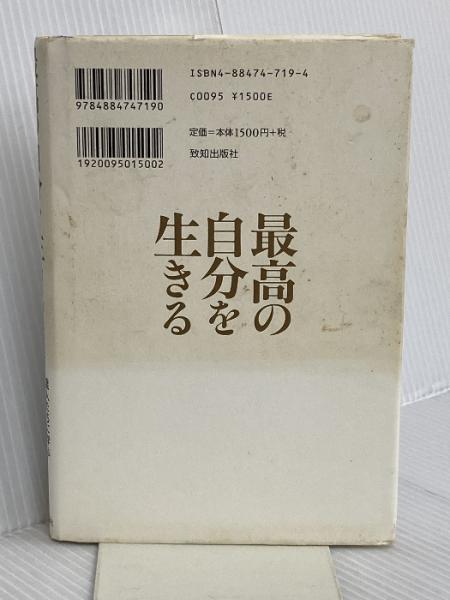 ISBN4-88474-719-4
C0095 ¥1500E
9784884747190
定価=本体1500円+税
1920095015002
致知出版社
最高の
自分を
生きる